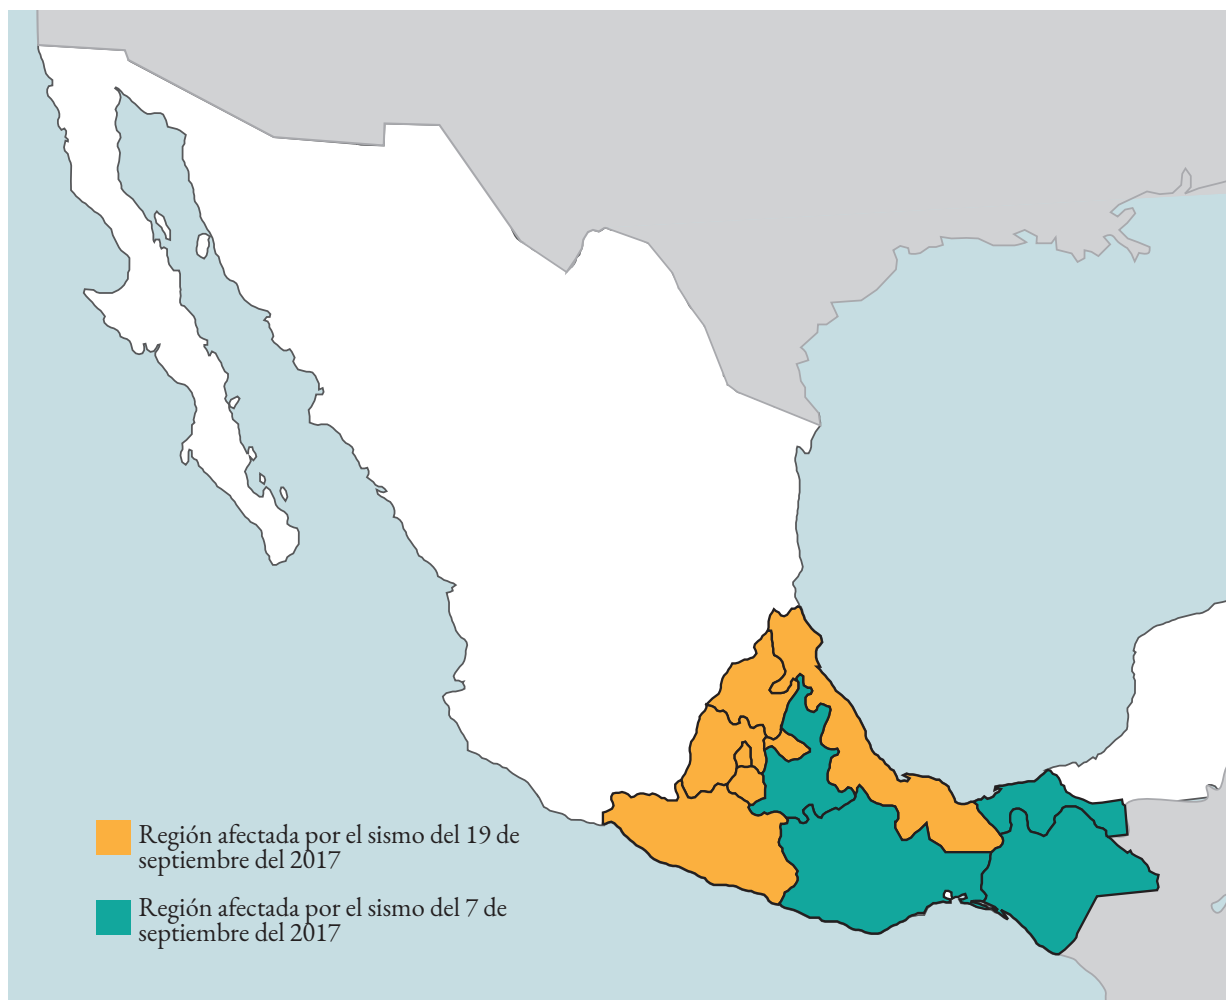 Región afectada por el sismo del 19 de
septiembre del 2017
Región afectada por el sismo del 7 de
septiembre del 2017